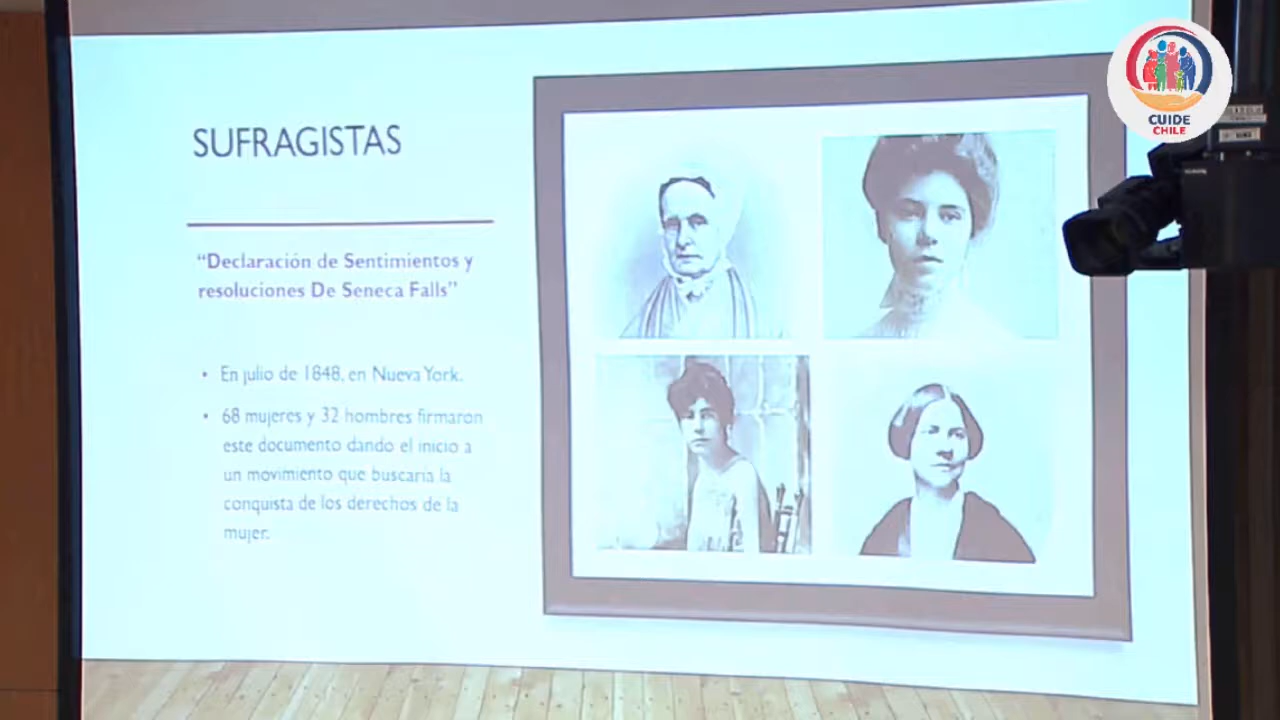 SUFRAGISTAS
“Declaración de Sentimientos y
resoluciones De Seneca Falls”
• En julio de 1848, en Nueva York.
• 68 mujeres y 32 hombres firmaron
este documento dando el inicio a
un movimiento que buscaría la
conquista de los derechos de la
mujer.
CUIDE
CHILE